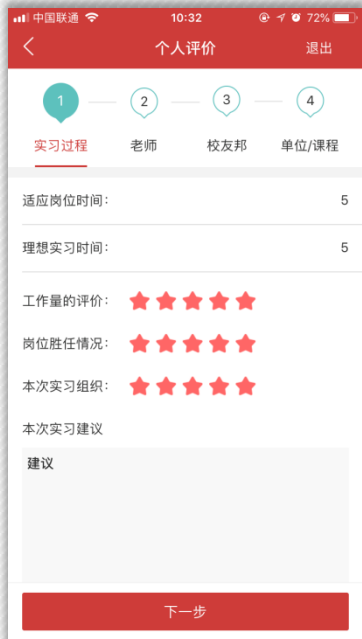 中国联通 10:32 72%
个人评价 退出
1 2 3 4
实习过程 老师 校友邦 单位/课程
适应岗位时间: 5
理想实习时间: 5
工作量的评价:
岗位胜任情况:
本次实习组织:
本次实习建议
建议
下一步